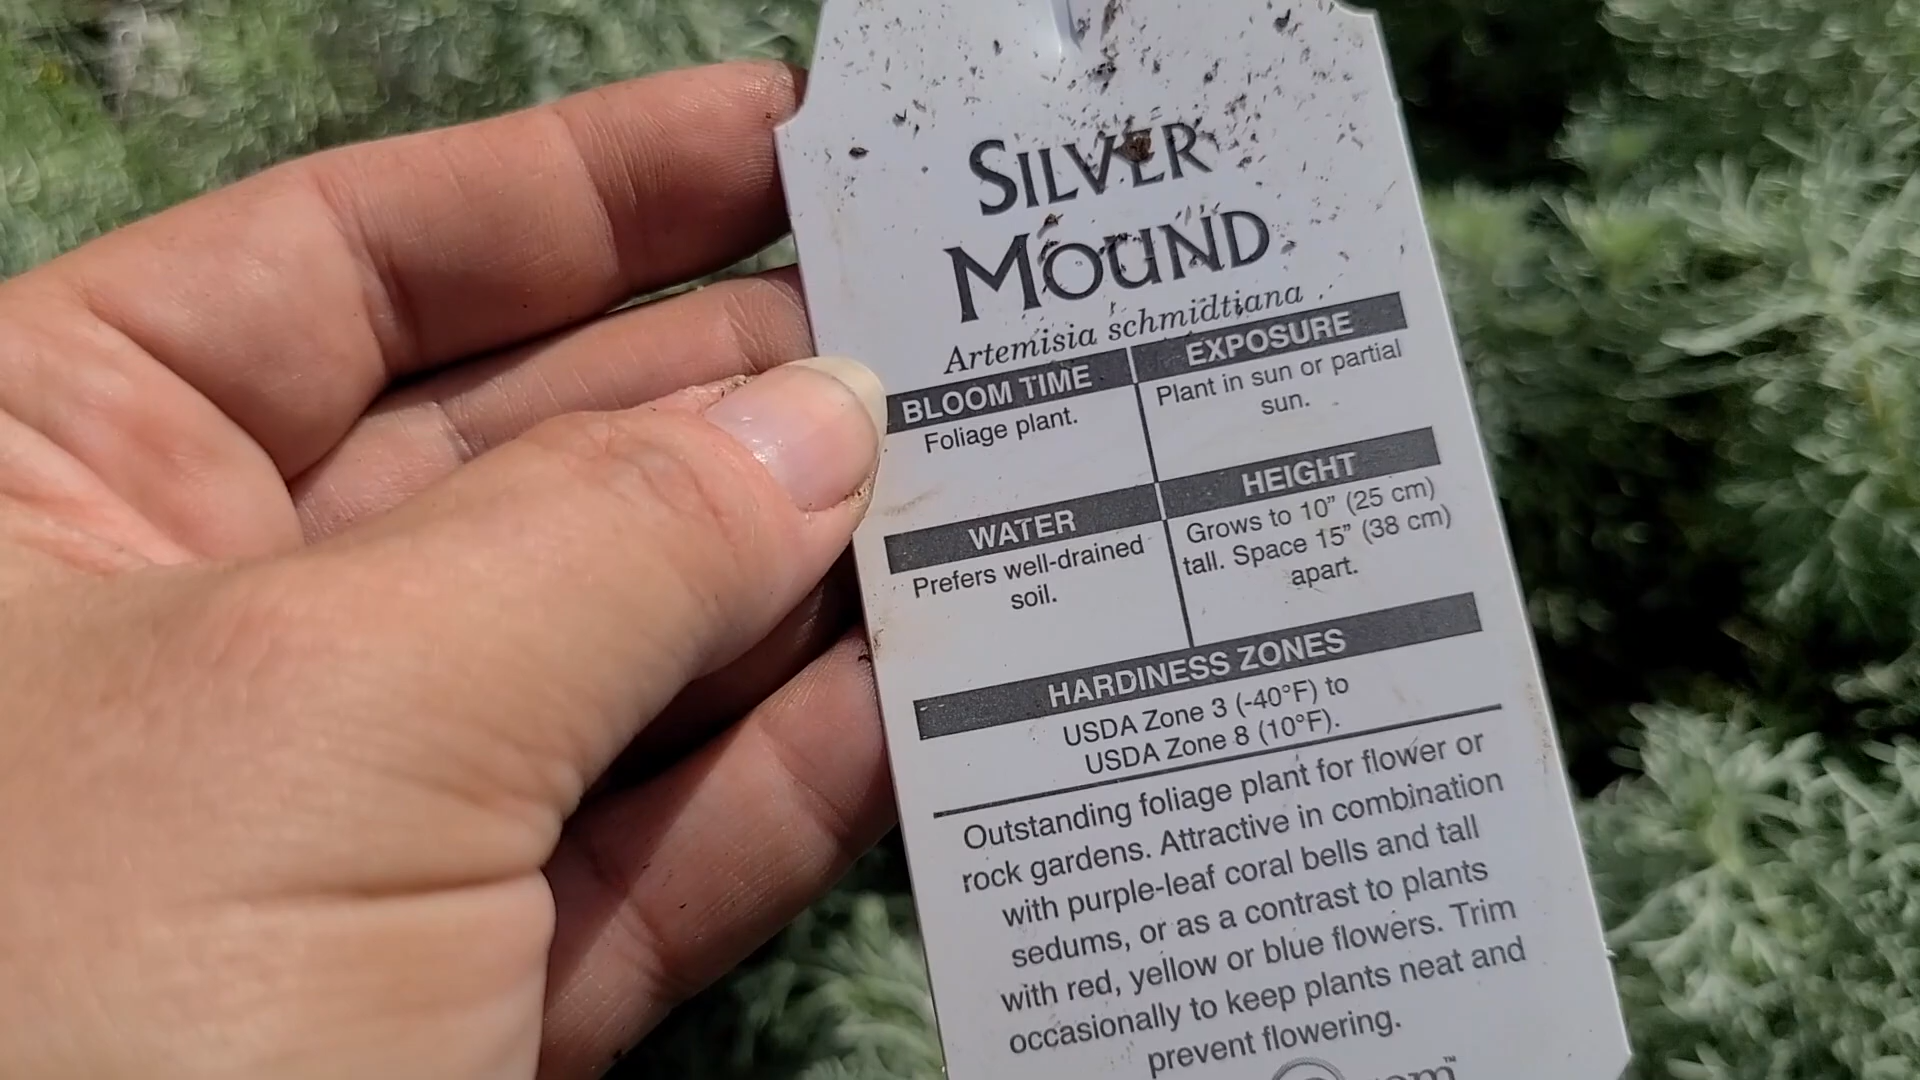 SILVER
MOUND
Artemisia schmidtiana
BLOOM TIME
Foliage plant.
EXPOSURE
Plant in sun or partial
sun.
WATER
Prefers well-drained
soil.
HEIGHT
Grows to 10” (25 cm)
tall. Space 15” (38 cm)
apart.
HARDINESS ZONES
USDA Zone 3 (-40°F) to
USDA Zone 8 (10°F).
Outstanding foliage plant for flower or
rock gardens. Attractive in combination
with purple-leaf coral bells and tall
sedums, or as a contrast to plants
with red, yellow or blue flowers. Trim
occasionally to keep plants neat and
prevent flowering.